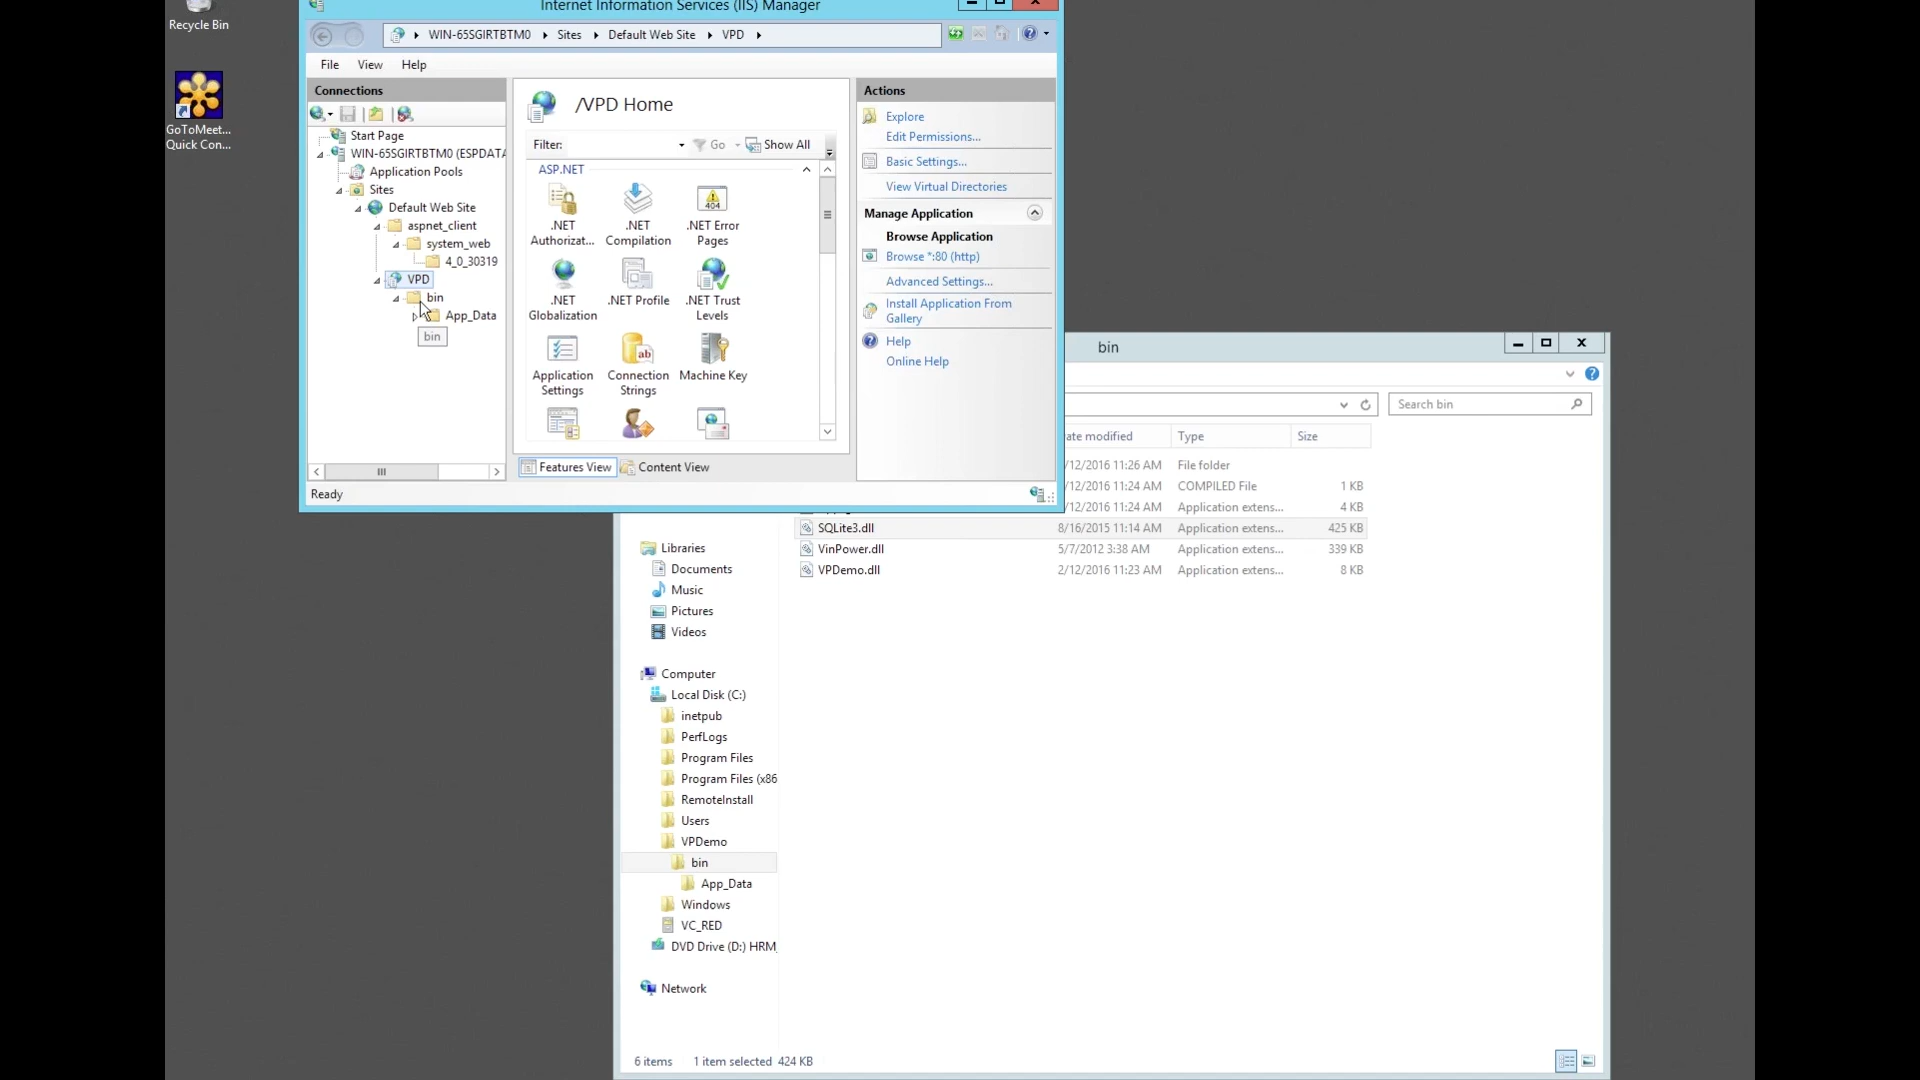 Recycle Bin
GoToMeet...
Quick Con...
Internet Information Services (IIS) Manager
WIN-65SGIRTBTM0
Sites
Default Web Site
VPD
File
View
Help
Connections
Start Page
WIN-65SGIRTBTM0 (ESPDATA
Application Pools
Sites
Default Web Site
aspnet_client
system_web
4_0_30319
VPD
bin
App_Data
bin
/VPD Home
Filter:
Go
Show All
ASP.NET
.NET
Authorizat...
.NET
Compilation
.NET Error
Pages
.NET
Globalization
.NET Profile
.NET Trust
Levels
Application
Settings
Connection
Strings
Machine Key
Features View
Content View
Ready
Actions
Explore
Edit Permissions...
Basic Settings...
View Virtual Directories
Manage Application
Browse Application
Browse *:80 (http)
Advanced Settings...
Install Application From
Gallery
Help
Online Help
bin
Search bin
ate modified
Type
Size
/12/2016 11:26 AM File folder
/12/2016 11:24 AM COMPILED File 1 KB
/12/2016 11:24 AM Application extens... 4 KB
SQLite3.dll 8/16/2015 11:14 AM Application extens... 425 KB
VinPower.dll 5/7/2012 3:38 AM Application extens... 339 KB
VPDemo.dll 2/12/2016 11:23 AM Application extens... 8 KB
Libraries
Documents
Music
Pictures
Videos
Computer
Local Disk (C:)
inetpub
PerfLogs
Program Files
Program Files (x86
RemoteInstall
Users
VPDemo
bin
App_Data
Windows
VC_RED
DVD Drive (D:) HRM_
Network
6 items 1 item selected 424 KB